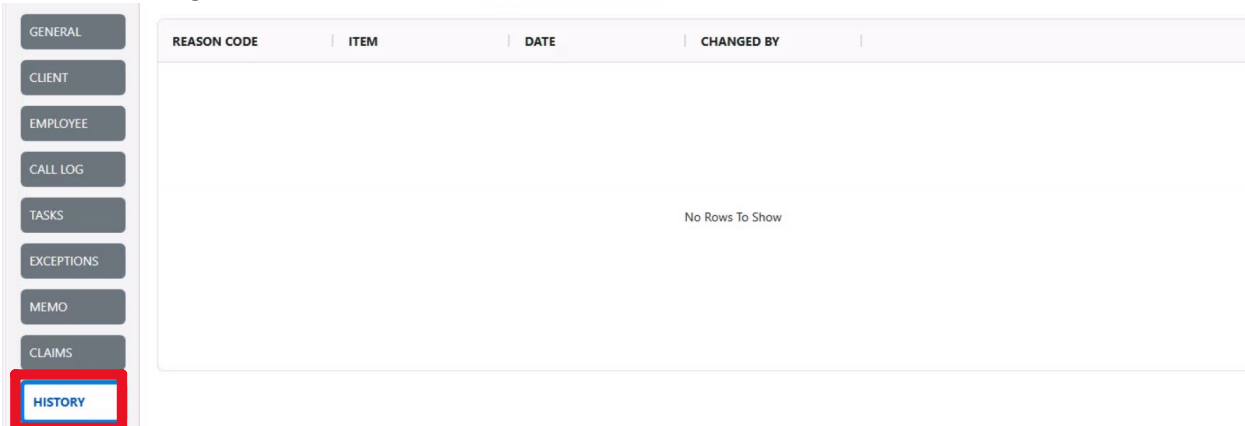 GENERAL
CLIENT
EMPLOYEE
CALL LOG
TASKS
EXCEPTIONS
MEMO
CLAIMS
HISTORY
REASON CODE ITEM DATE CHANGED BY
No Rows To Show